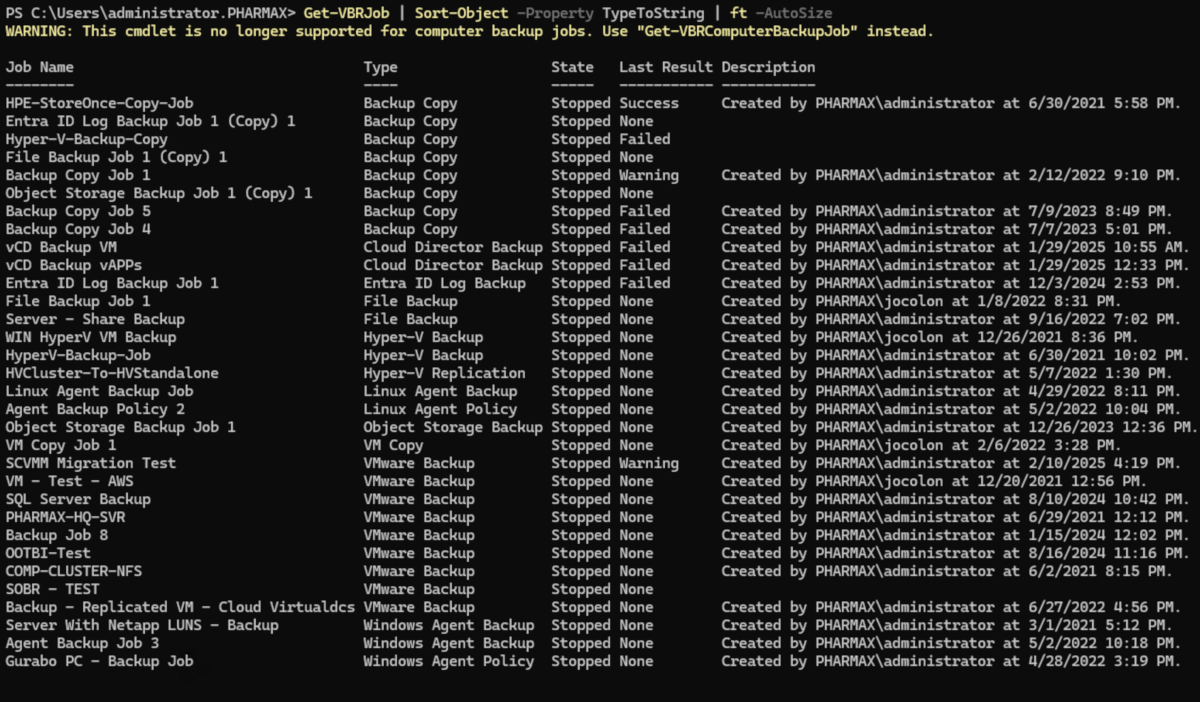 PS C:\Users\administrator.PHARMAX> Get-VBRJob | Sort-Object -Property TypeToString | ft -AutoSize
WARNING: This cmdlet is no longer supported for computer backup jobs. Use "Get-VBRComputerBackupJob" instead.
Job Name Type State Last Result Description
-------- ---- ----- ----------- -----------
HPE-StoreOnce-Copy-Job Backup Copy Stopped Success Created by PHARMAX\administrator at 6/30/2021 5:58 PM.
Entra ID Log Backup Job 1 (Copy) 1 Backup Copy Stopped None
Hyper-V-Backup-Copy Backup Copy Stopped Failed
File Backup Job 1 (Copy) 1 Backup Copy Stopped None
Backup Copy Job 1 Backup Copy Stopped Warning Created by PHARMAX\administrator at 2/12/2022 9:10 PM.
Object Storage Backup Job 1 (Copy) 1 Backup Copy Stopped None
Backup Copy Job 5 Backup Copy Stopped Failed Created by PHARMAX\administrator at 7/9/2023 8:49 PM.
Backup Copy Job 4 Backup Copy Stopped Failed Created by PHARMAX\administrator at 7/7/2023 5:01 PM.
vCD Backup VM Cloud Director Backup Stopped Failed Created by PHARMAX\administrator at 1/29/2025 10:55 AM.
vCD Backup vAPPs Cloud Director Backup Stopped Failed Created by PHARMAX\administrator at 1/29/2025 12:33 PM.
Entra ID Log Backup Job 1 Entra ID Log Backup Stopped Failed Created by PHARMAX\administrator at 12/3/2024 2:53 PM.
File Backup Job 1 File Backup Stopped None Created by PHARMAX\jocolon at 1/8/2022 8:31 PM.
Server - Share Backup File Backup Stopped None Created by PHARMAX\administrator at 9/16/2022 7:02 PM.
WIN HyperV VM Backup Hyper-V Backup Stopped None Created by PHARMAX\jocolon at 12/26/2021 8:36 PM.
HyperV-Backup-Job Hyper-V Backup Stopped None Created by PHARMAX\administrator at 6/30/2021 10:02 PM.
HVCluster-To-HVStandalone Hyper-V Replication Stopped None Created by PHARMAX\administrator at 5/7/2022 1:30 PM.
Linux Agent Backup Job Linux Agent Backup Stopped None Created by PHARMAX\administrator at 4/29/2022 8:11 PM.
Agent Backup Policy 2 Linux Agent Policy Stopped None Created by PHARMAX\administrator at 5/2/2022 10:04 PM.
Object Storage Backup Job 1 Object Storage Backup Stopped None Created by PHARMAX\administrator at 12/26/2023 12:36 PM.
VM Copy Job 1 VM Copy Stopped None Created by PHARMAX\jocolon at 2/6/2022 3:28 PM.
SCVMM Migration Test VMware Backup Stopped Warning Created by PHARMAX\administrator at 2/10/2025 4:19 PM.
VM - Test - AWS VMware Backup Stopped None Created by PHARMAX\jocolon at 12/20/2021 12:56 PM.
SQL Server Backup VMware Backup Stopped None Created by PHARMAX\administrator at 8/10/2024 10:42 PM.
PHARMAX-HQ-SVR VMware Backup Stopped None Created by PHARMAX\administrator at 6/29/2021 12:12 PM.
Backup Job 8 VMware Backup Stopped None Created by PHARMAX\administrator at 1/15/2024 12:02 PM.
OOTBI-Test VMware Backup Stopped None Created by PHARMAX\administrator at 8/16/2024 11:16 PM.
COMP-CLUSTER-NFS VMware Backup Stopped None Created by PHARMAX\administrator at 6/2/2021 8:15 PM.
SOBR - TEST VMware Backup Stopped None
Backup - Replicated VM - Cloud Virtualdcs VMware Backup Stopped None Created by PHARMAX\administrator at 6/27/2022 4:56 PM.
Server With Netapp LUNS - Backup Windows Agent Backup Stopped None Created by PHARMAX\administrator at 3/1/2021 5:12 PM.
Agent Backup Job 3 Windows Agent Backup Stopped None Created by PHARMAX\administrator at 5/2/2022 10:18 PM.
Gurabo PC - Backup Job Windows Agent Policy Stopped None Created by PHARMAX\administrator at 4/28/2022 3:19 PM.